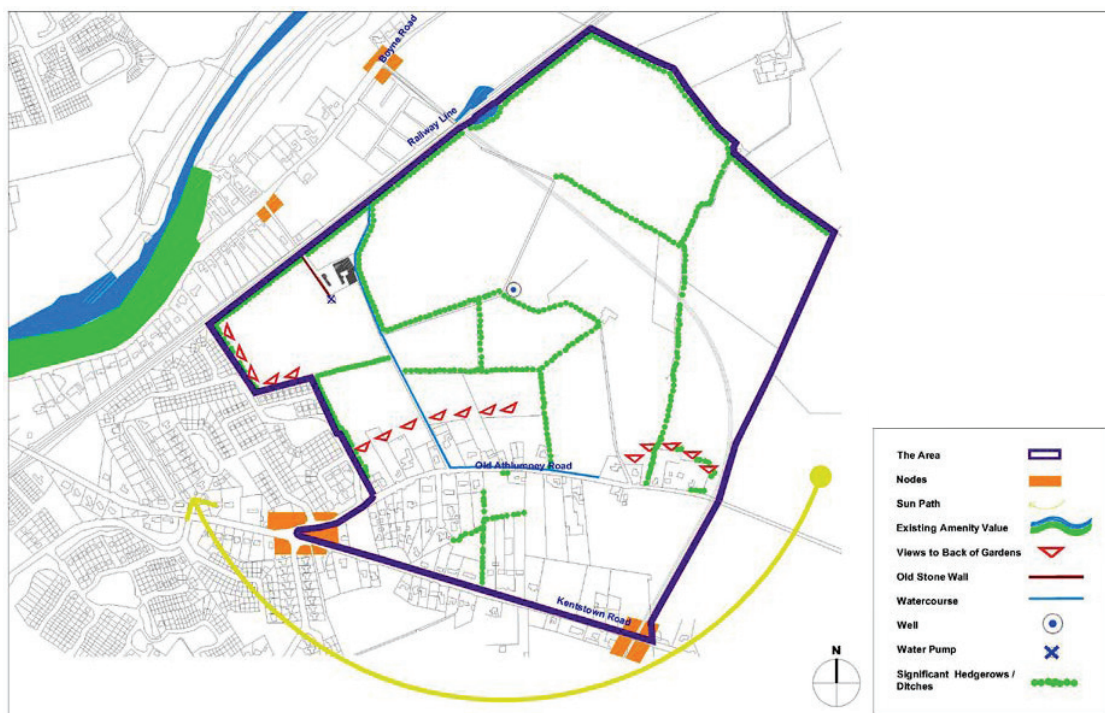 Boyne Road
Railway Line
Old Athlumney Road
Kentstown Road
N
The Area
Nodes
Sun Path
Existing Amenity Value
Views to Back of Gardens
Old Stone Wall
Watercourse
Well
Water Pump
Significant Hedgerows /
Ditches